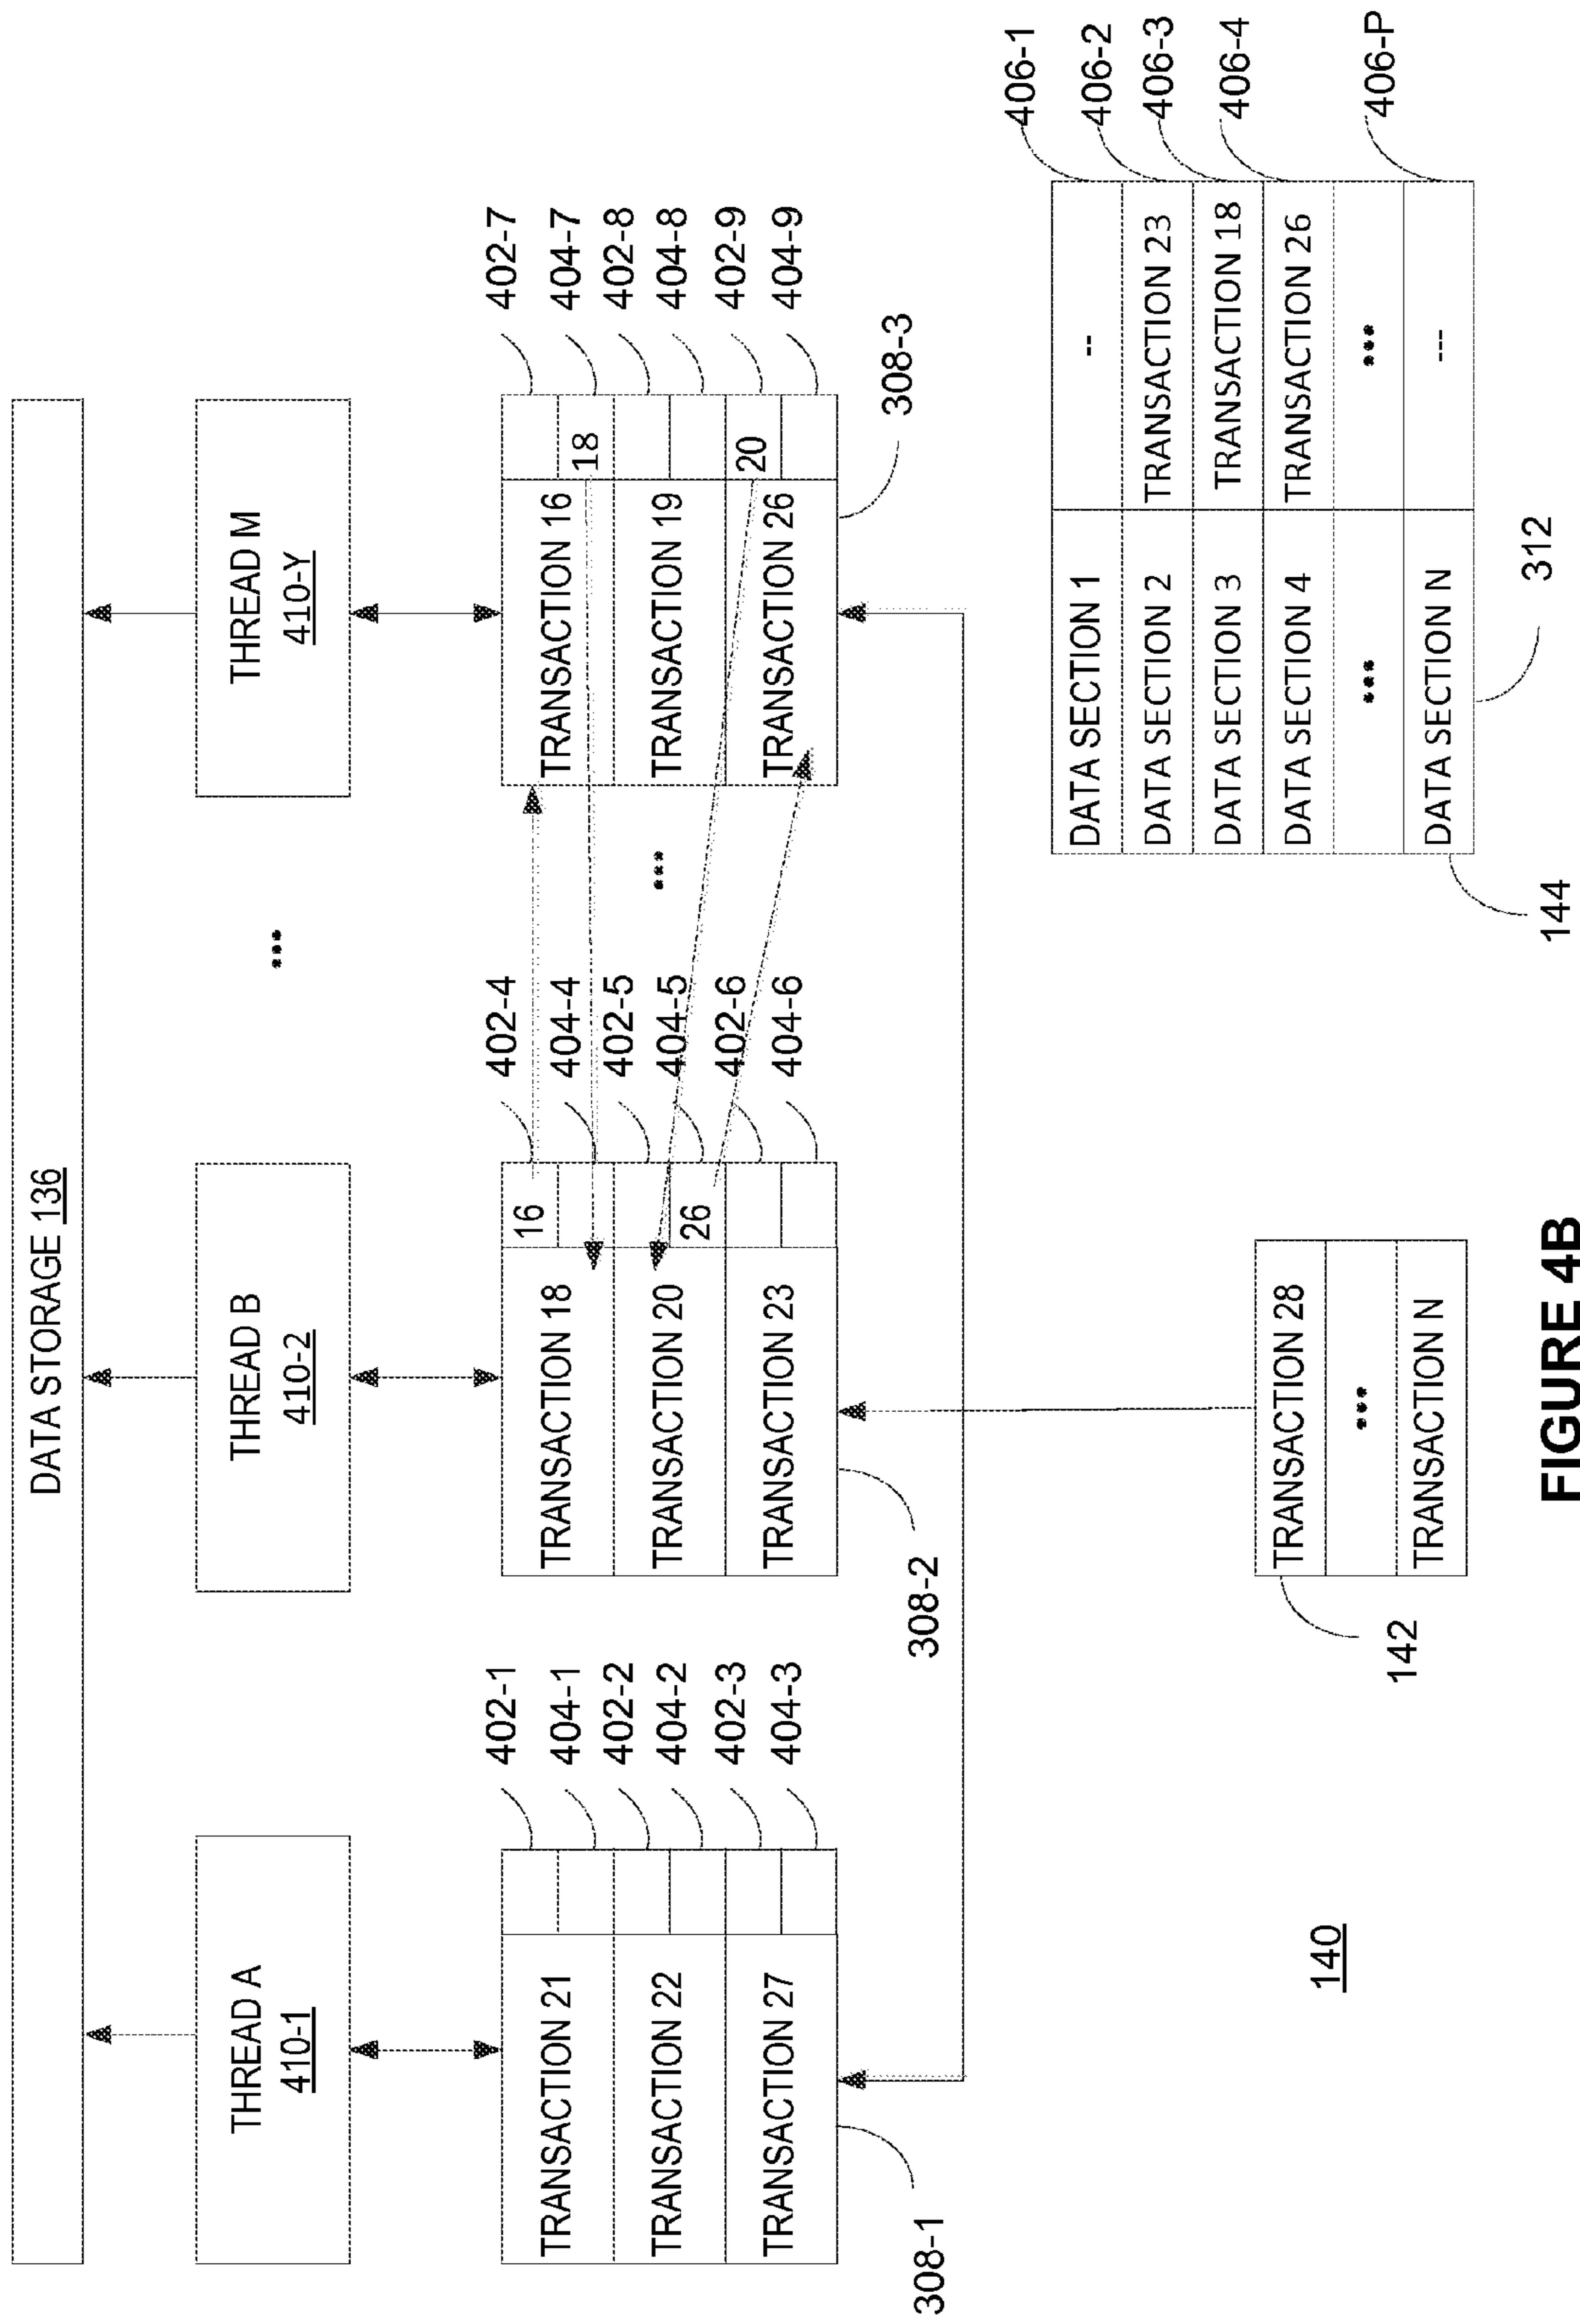 DATA STORAGE 136
THREAD A
410-1
THREAD B
410-2
•••
THREAD M
410-Y
TRANSACTION 21
TRANSACTION 22
TRANSACTION 27
402-1
404-1
402-2
404-2
402-3
404-3
308-1
TRANSACTION 18
16
TRANSACTION 20
26
TRANSACTION 23
402-4
404-4
402-5
404-5
402-6
404-6
308-2
•••
TRANSACTION 16
18
TRANSACTION 19
TRANSACTION 26
20
402-7
404-7
402-8
404-8
402-9
404-9
308-3
140
TRANSACTION 28
•••
TRANSACTION N
142
DATA SECTION 1 --
DATA SECTION 2 TRANSACTION 23
DATA SECTION 3 TRANSACTION 18
DATA SECTION 4 TRANSACTION 26
•••• •••
DATA SECTION N ---
406-1
406-2
406-3
406-4
406-P
144
312
FIGURE 4B